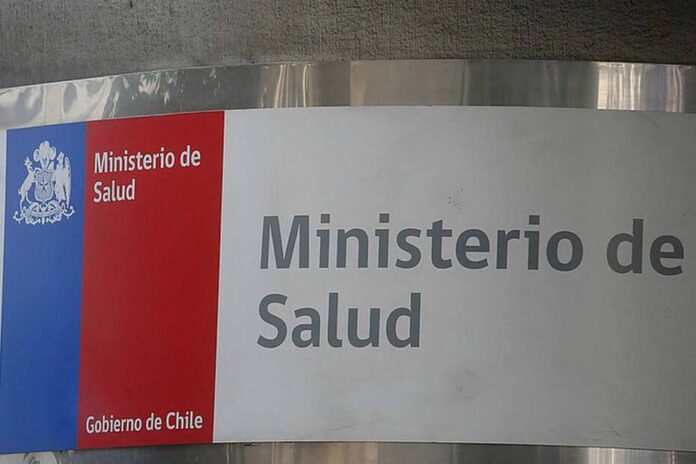 Ministerio de
Salud
Gobierno de Chile
Ministerio de
Salud